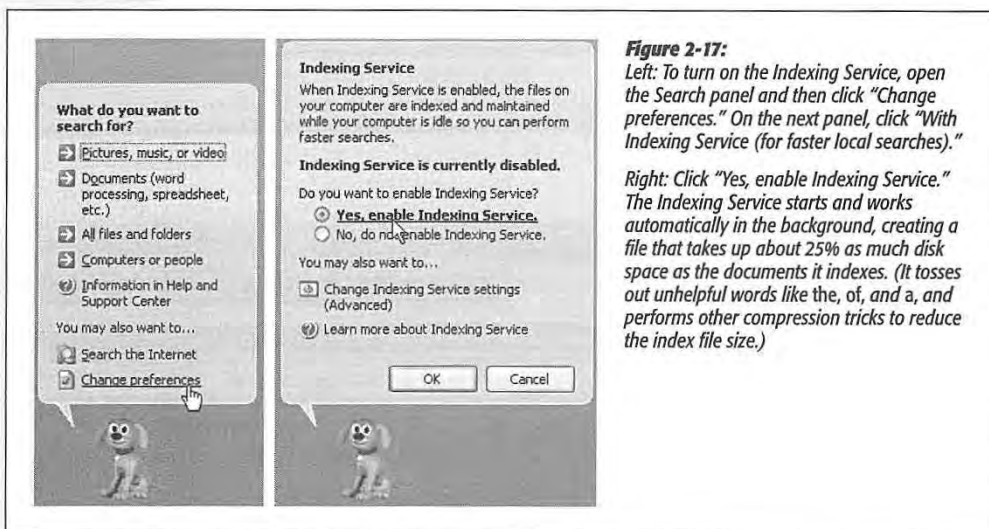 What do you want to
search for?
Pictures, music, or video
Documents (word
processing, spreadsheet,
etc.)
All files and folders
Computers or people
Information in Help and
Support Center
You may also want to...
Search the Internet
Change preferences
Indexing Service
When Indexing Service is enabled, the files on
your computer are indexed and maintained
while your computer is idle so you can perform
faster searches.
Indexing Service is currently disabled.
Do you want to enable Indexing Service?
Yes, enable Indexing Service.
No, do not enable Indexing Service.
You may also want to...
Change Indexing Service settings
(Advanced)
Learn more about Indexing Service
OK
Cancel
Figure 2-17:
Left: To turn on the Indexing Service, open
the Search panel and then click "Change
preferences." On the next panel, click "With
Indexing Service (for faster local searches)."
Right: Click "Yes, enable Indexing Service."
The Indexing Service starts and works
automatically in the background, creating a
file that takes up about 25% as much disk
space as the documents it indexes. (It tosses
out unhelpful words like the, of, and a, and
performs other compression tricks to reduce
the index file size.)